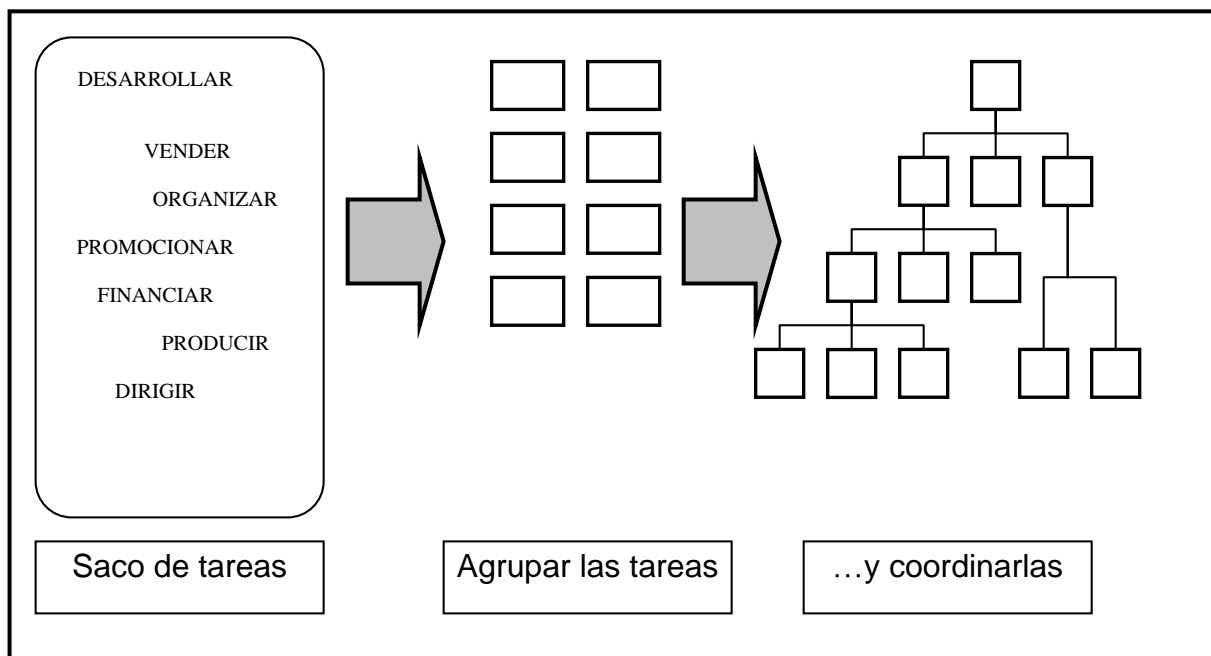 DESARROLLAR
VENDER
ORGANIZAR
PROMOCIONAR
FINANCIAR
PRODUCIR
DIRIGIR
Saco de tareas
Agrupar las tareas
…y coordinarlas